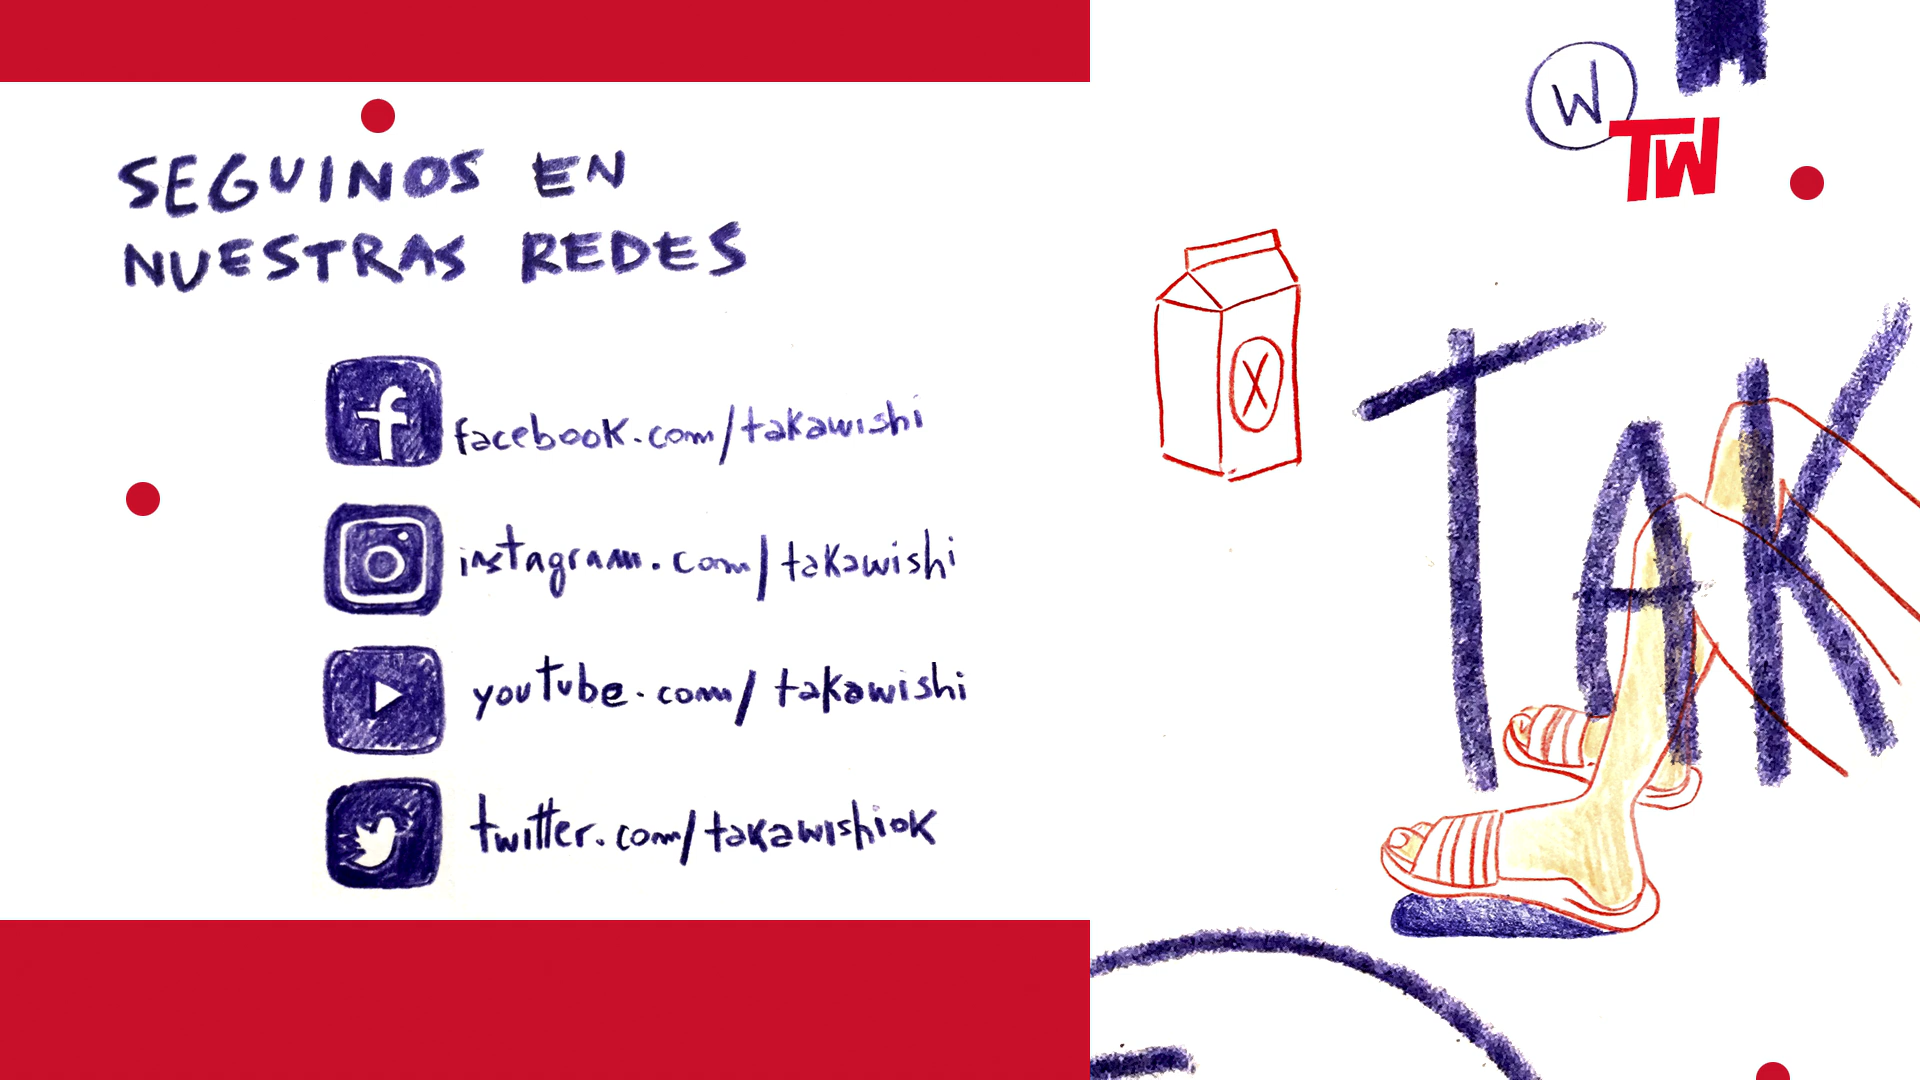 SEGUINOS EN
NUESTRAS REDES
facebook.com/takawishi
instagram.com/takawishi
youtube.com/takawishi
twitter.com/takawishiok
W
TW
X
TAK